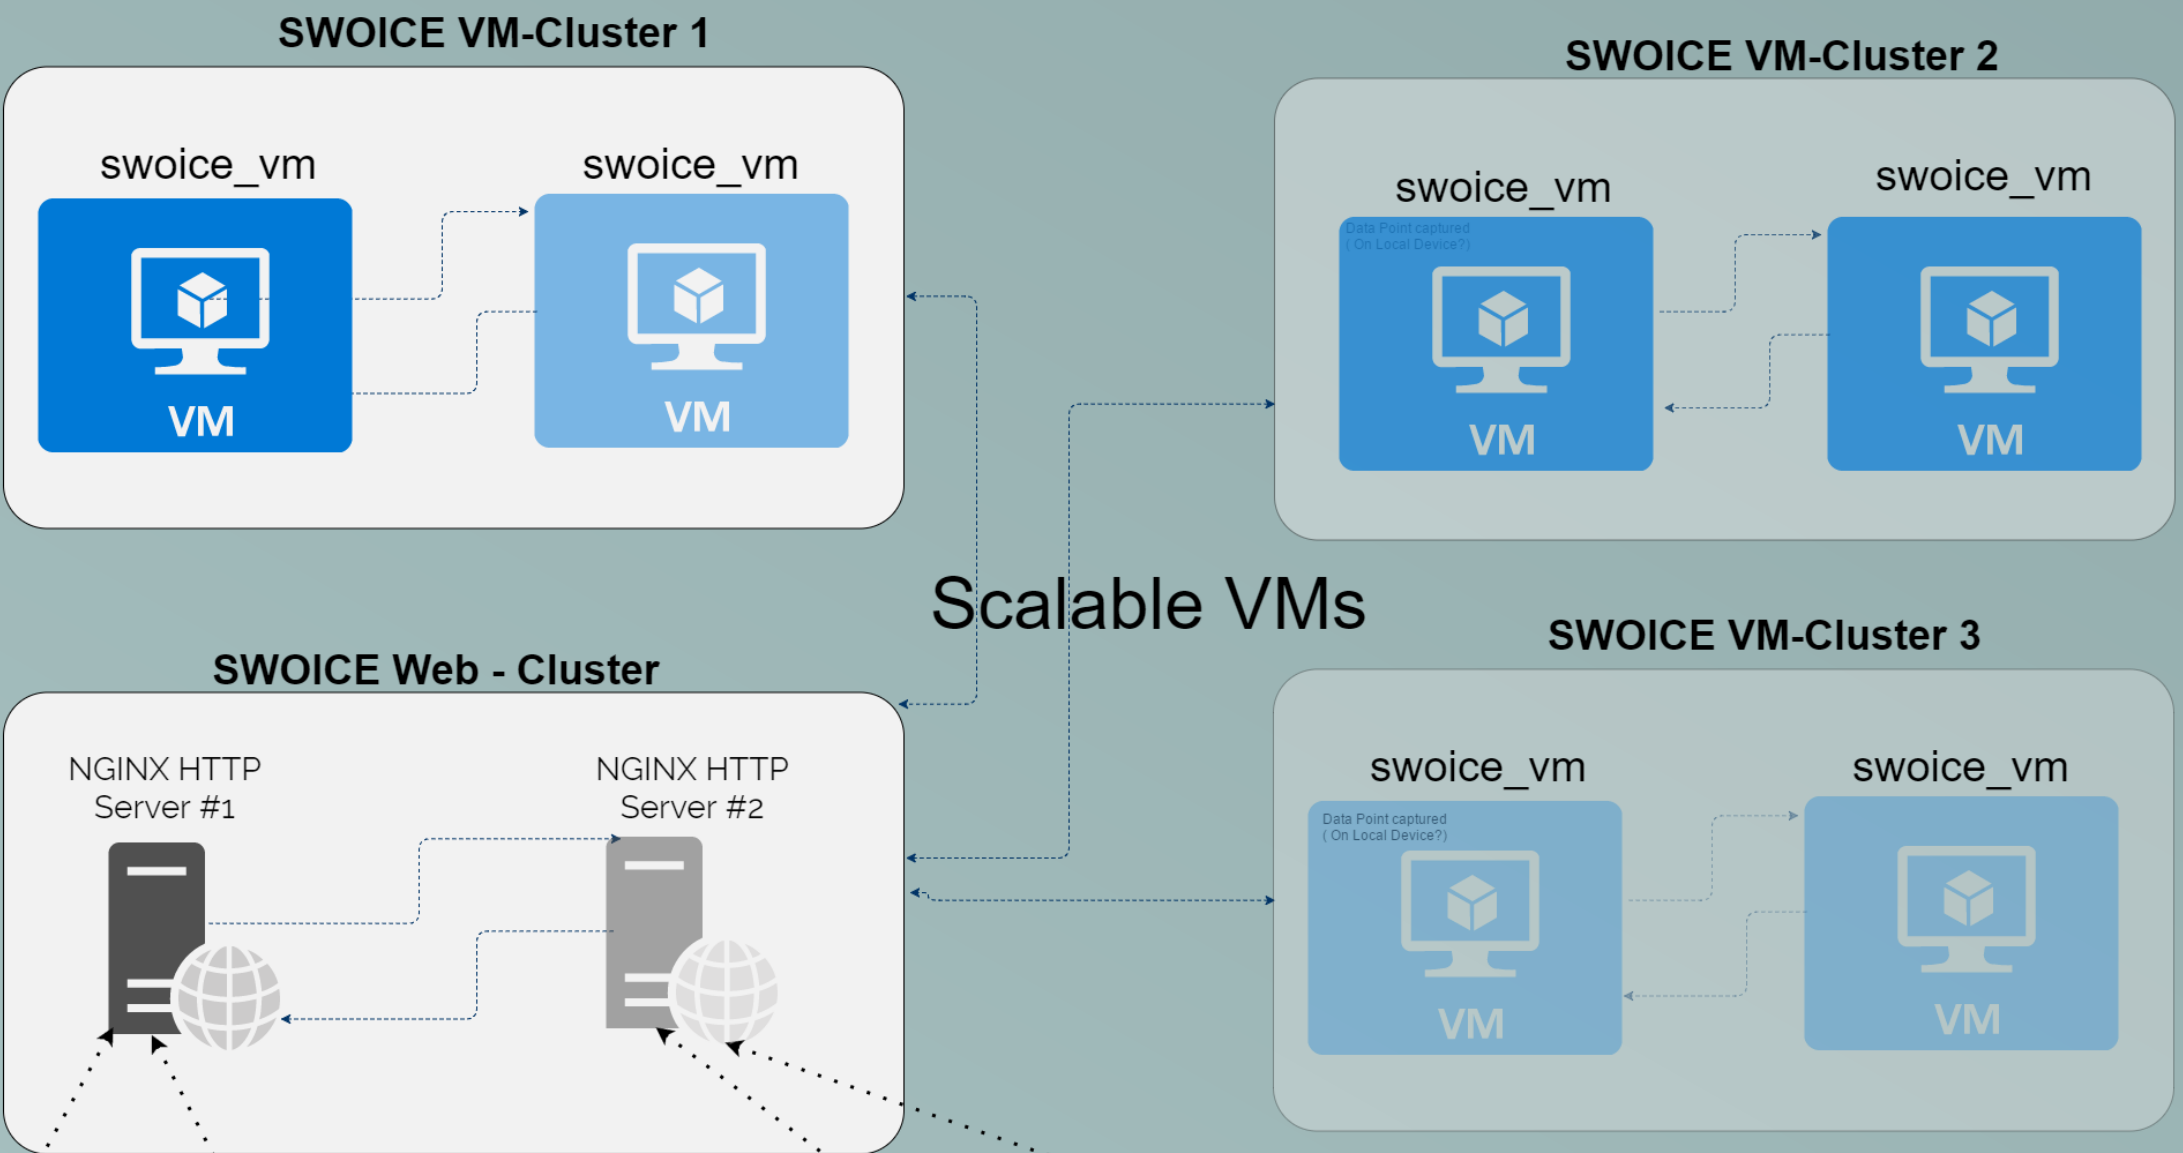 SWOICE VM-Cluster 1
swoice_vm
swoice_vm
VM
VM
SWOICE VM-Cluster 2
swoice_vm
swoice_vm
Data Point captured
( On Local Device?)
VM
VM
Scalable VMs
SWOICE Web - Cluster
NGINX HTTP
Server #1
NGINX HTTP
Server #2
SWOICE VM-Cluster 3
swoice_vm
swoice_vm
Data Point captured
( On Local Device?)
VM
VM